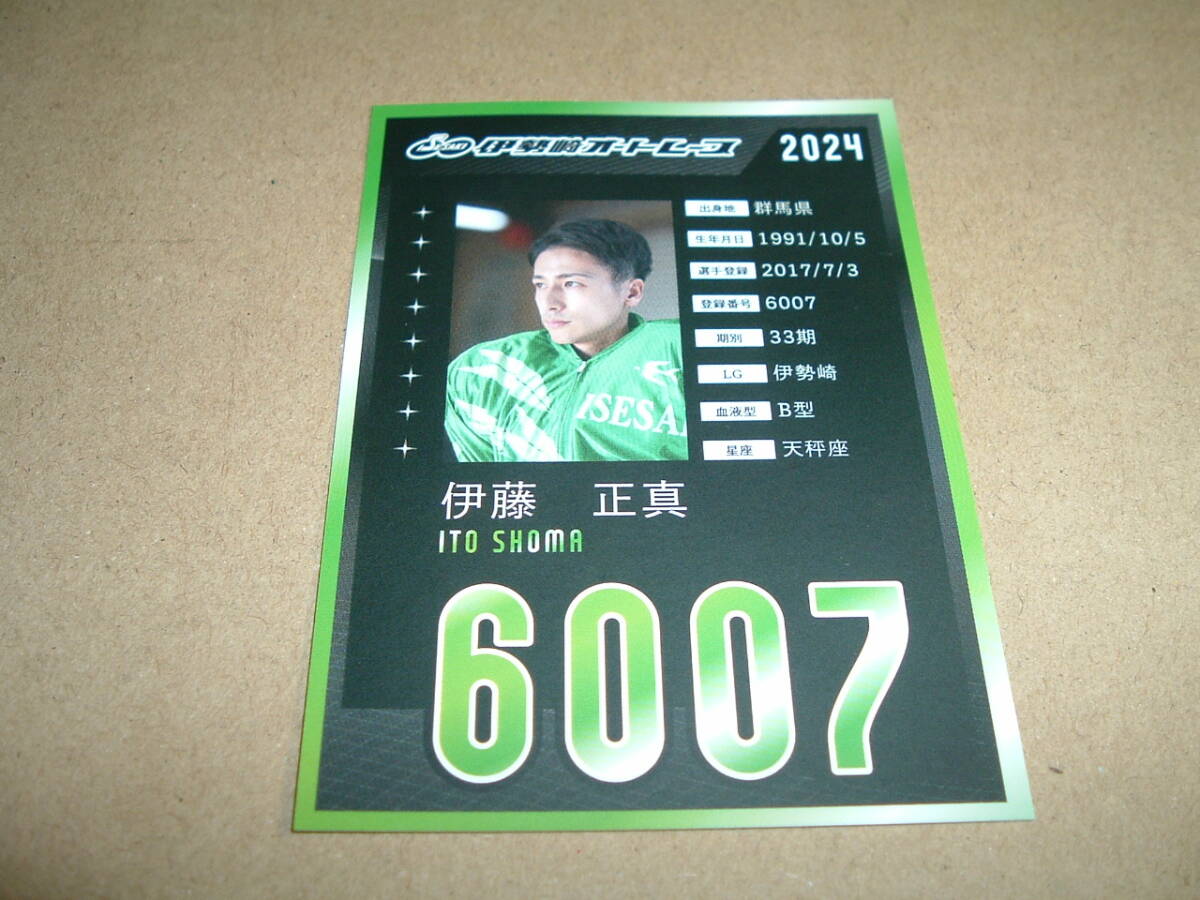 ISESAKI 伊勢崎オートレース 2024
出身地 群馬県
生年月日 1991/10/5
選手登録 2017/7/3
登録番号 6007
期別 33期
LG 伊勢崎
血液型 B型
星座 天秤座
ISESA
伊藤 正真
ITO SHOMA
6007